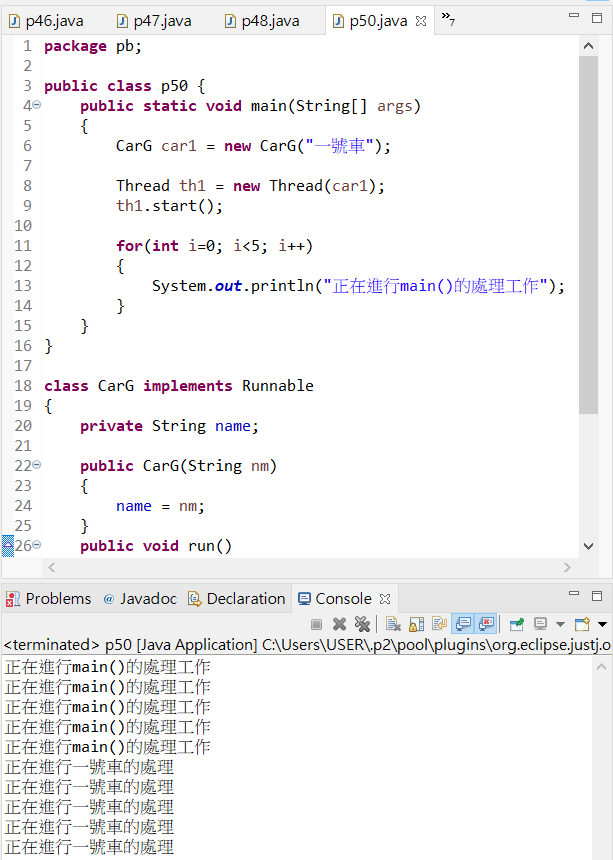 p46.java p47.java p48.java p50.java »7
1 package pb;
2
3 public class p50 {
4 public static void main(String[] args)
5 {
6 CarG car1 = new CarG("一號車");
7
8 Thread th1 = new Thread(car1);
9 th1.start();
10
11 for(int i=0; i<5; i++)
12 {
13 System.out.println("正在進行main()的處理工作");
14 }
15 }
16 }
17
18 class CarG implements Runnable
19 {
20 private String name;
21
22 public CarG(String nm)
23 {
24 name = nm;
25 }
26 public void run()
Problems @ Javadoc Declaration Console
<terminated> p50 [Java Application] C:\Users\USER\.p2\pool\plugins\org.eclipse.justj.o
正在進行main()的處理工作
正在進行main()的處理工作
正在進行main()的處理工作
正在進行main()的處理工作
正在進行main()的處理工作
正在進行一號車的處理
正在進行一號車的處理
正在進行一號車的處理
正在進行一號車的處理
正在進行一號車的處理